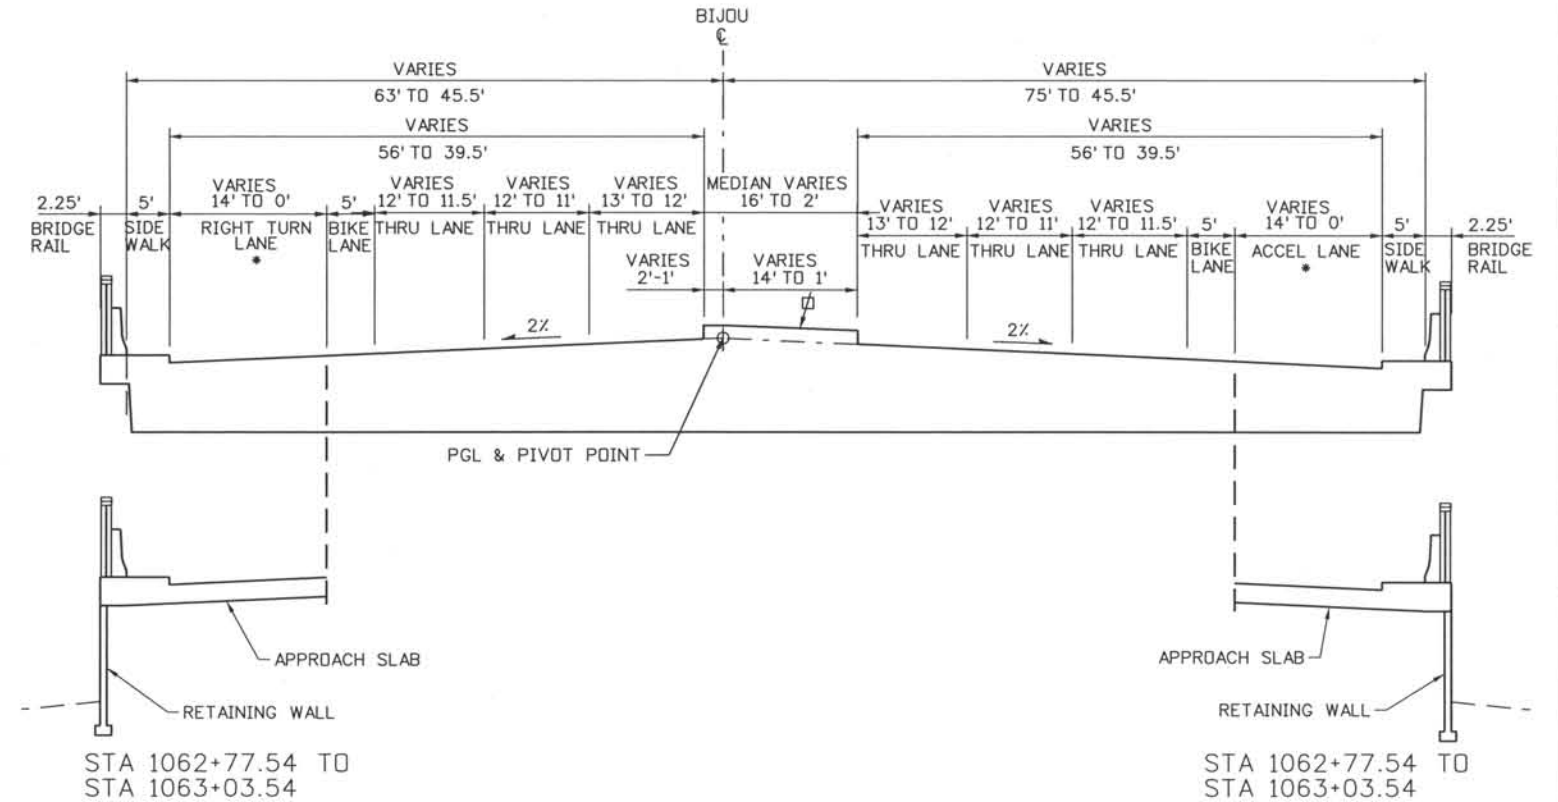 BIJOU
℄
VARIES
63' TO 45.5'
VARIES
75' TO 45.5'
VARIES
56' TO 39.5'
VARIES
56' TO 39.5'
2.25'
BRIDGE
RAIL
5'
SIDE
WALK
VARIES
14' TO 0'
RIGHT TURN
LANE
*
5'
BIKE
LANE
VARIES
12' TO 11.5'
THRU LANE
VARIES
12' TO 11'
THRU LANE
VARIES
13' TO 12'
THRU LANE
MEDIAN VARIES
16' TO 2'
VARIES
13' TO 12'
THRU LANE
VARIES
12' TO 11'
THRU LANE
VARIES
12' TO 11.5'
THRU LANE
5'
BIKE
LANE
VARIES
14' TO 0'
ACCEL LANE
*
5'
SIDE
WALK
2.25'
BRIDGE
RAIL
VARIES
2'-1'
VARIES
14' TO 1'
2%
2%
PGL & PIVOT POINT
APPROACH SLAB
RETAINING WALL
STA 1062+77.54 TO
STA 1063+03.54
APPROACH SLAB
RETAINING WALL
STA 1062+77.54 TO
STA 1063+03.54